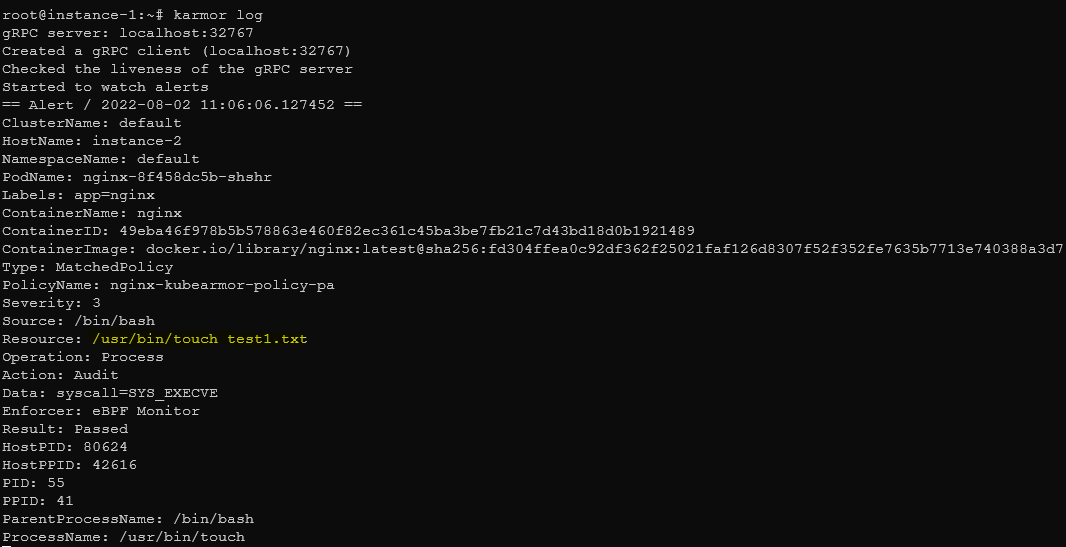 root@instance-1:~# karmor log
gRPC server: localhost:32767
Created a gRPC client (localhost:32767)
Checked the liveness of the gRPC server
Started to watch alerts
== Alert / 2022-08-02 11:06:06.127452 ==
ClusterName: default
HostName: instance-2
NamespaceName: default
PodName: nginx-8f458dc5b-shshr
Labels: app=nginx
ContainerName: nginx
ContainerID: 49eba46f978b5b578863e460f82ec361c45ba3be7fb21c7d43bd18d0b1921489
ContainerImage: docker.io/library/nginx:latest@sha256:fd304ffea0c92df362f25021faf126d8307f52f352fe7635b7713e740388a3d7
Type: MatchedPolicy
PolicyName: nginx-kubearmor-policy-pa
Severity: 3
Source: /bin/bash
Resource: /usr/bin/touch test1.txt
Operation: Process
Action: Audit
Data: syscall=SYS_EXECVE
Enforcer: eBPF Monitor
Result: Passed
HostPID: 80624
HostPPID: 42616
PID: 55
PPID: 41
ParentProcessName: /bin/bash
ProcessName: /usr/bin/touch